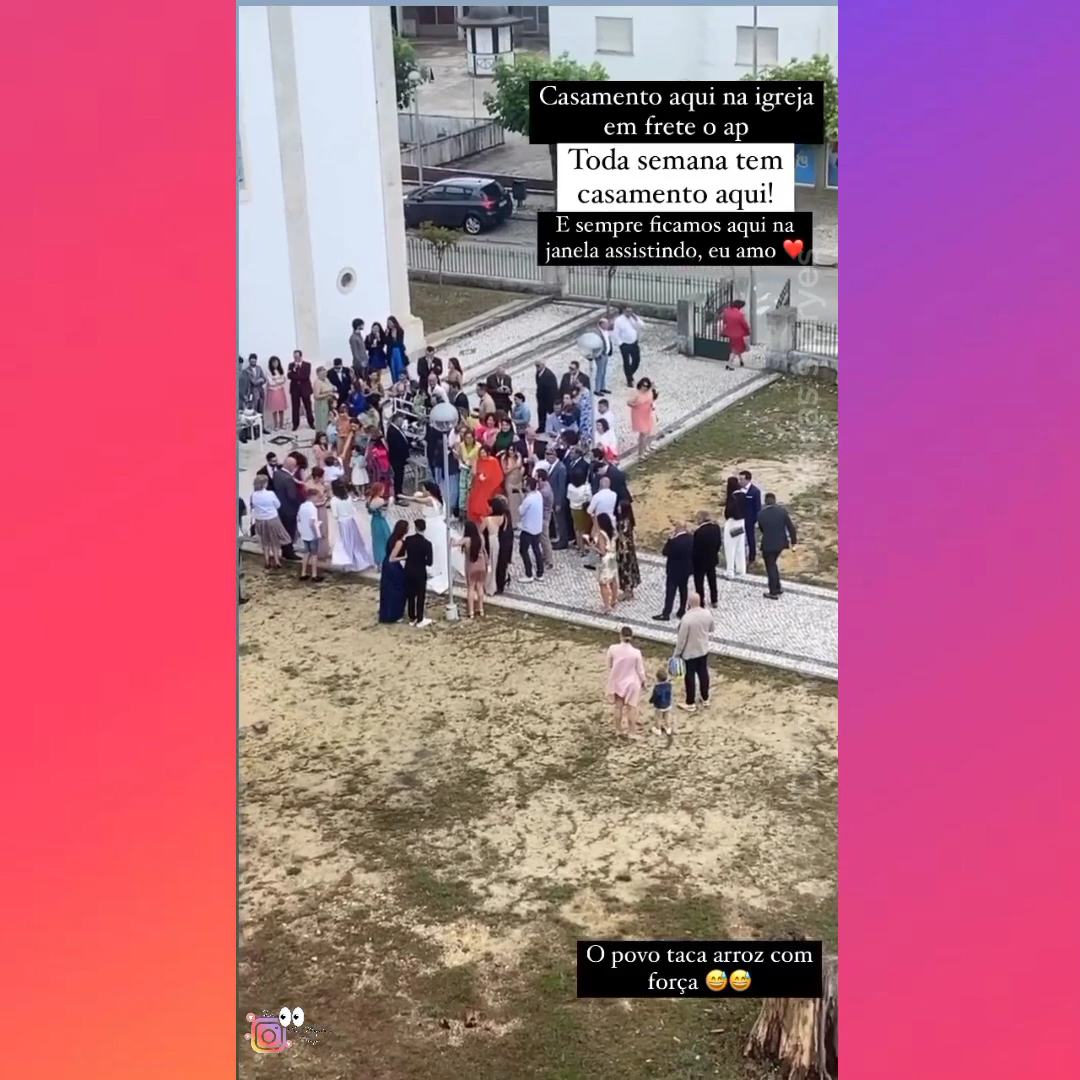 Casamento aqui na igreja
em frete o ap
Toda semana tem
casamento aqui!
E sempre ficamos aqui na
janela assistindo, eu amo ❤️
O povo taca arroz com
força 😅😅